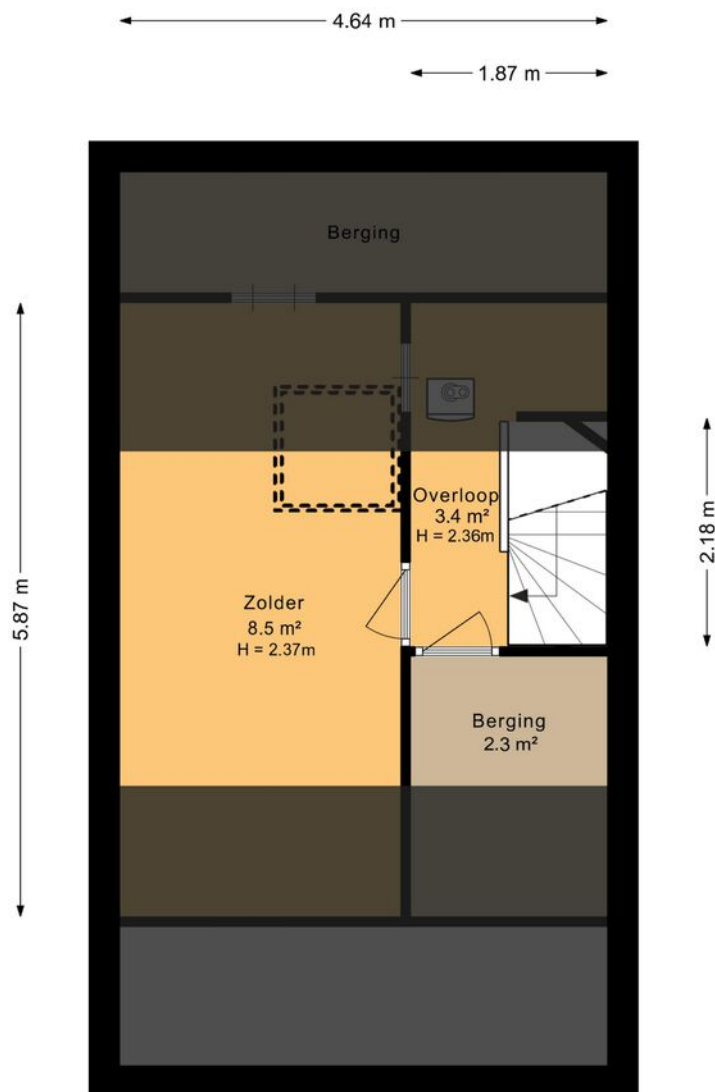 4.64 m
1.87 m
Berging
5.87 m
2.18 m
Overloop
3.4 m²
H = 2.36m
Zolder
8.5 m²
H = 2.37m
Berging
2.3 m²